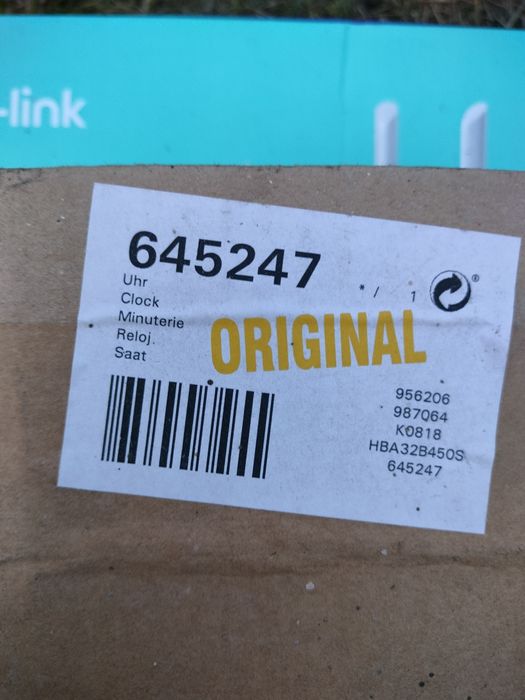 -link
645247
Uhr
Clock
Minuterie
Reloj
Saat
* / 1 ®
ORIGINAL
956206
987064
K0818
HBA32B450S
645247